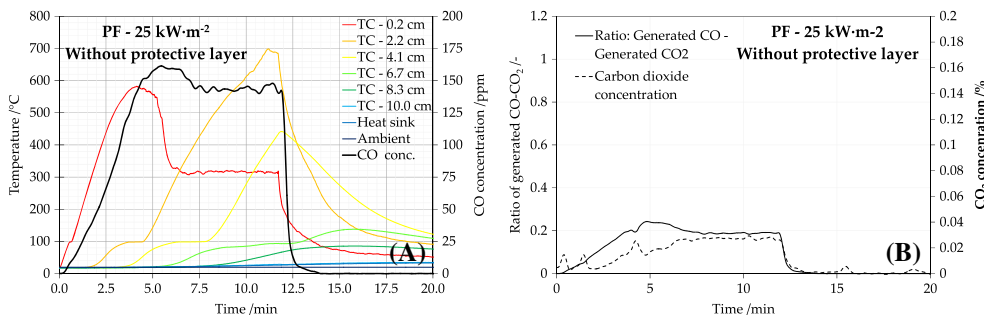 PF - 25 kW·m-2
Without protective layer
TC - 0.2 cm
TC - 2.2 cm
TC - 4.1 cm
TC - 6.7 cm
TC - 8.3 cm
TC - 10.0 cm
Heat sink
Ambient
CO conc.
Temperature /°C
800
700
600
500
400
300
200
100
0
CO concentration /ppm
200
175
150
125
100
75
50
25
0
0.0
2.5
5.0
7.5
10.0
12.5
15.0
17.5
20.0
Time /min
(A)
PF - 25 kW·m-2
Without protective layer
Ratio: Generated CO -
Generated CO2
Carbon dioxide
concentration
Ratio of generated CO-CO2 /-
1.2
1
0.8
0.6
0.4
0.2
0
CO2 concentration /%
0.2
0.18
0.16
0.14
0.12
0.1
0.08
0.06
0.04
0.02
0
0
5
10
15
20
Time /min
(B)